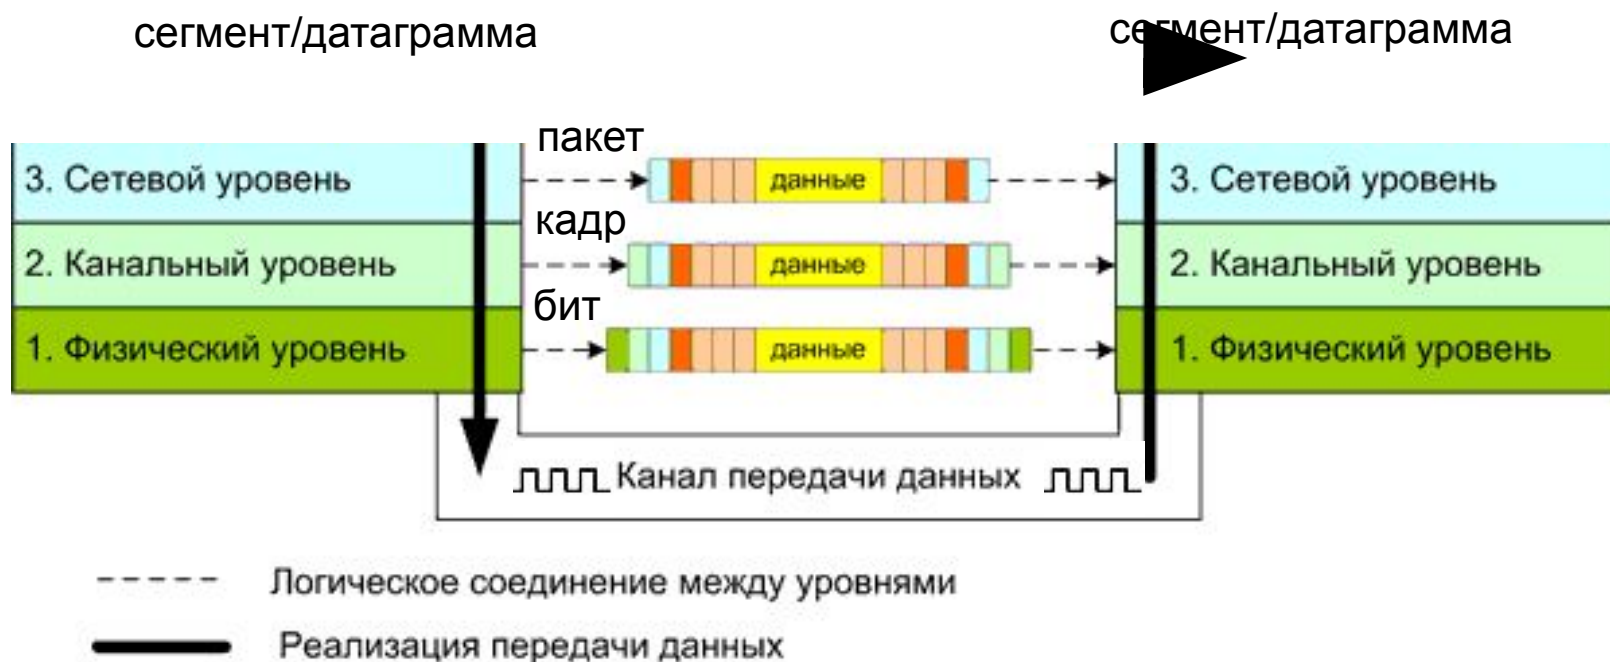 сегмент/датаграмма сегмент/датаграмма
пакет
3. Сетевой уровень данные 3. Сетевой уровень
кадр
2. Канальный уровень данные 2. Канальный уровень
бит
1. Физический уровень данные 1. Физический уровень
Канал передачи данных
Логическое соединение между уровнями
Реализация передачи данных